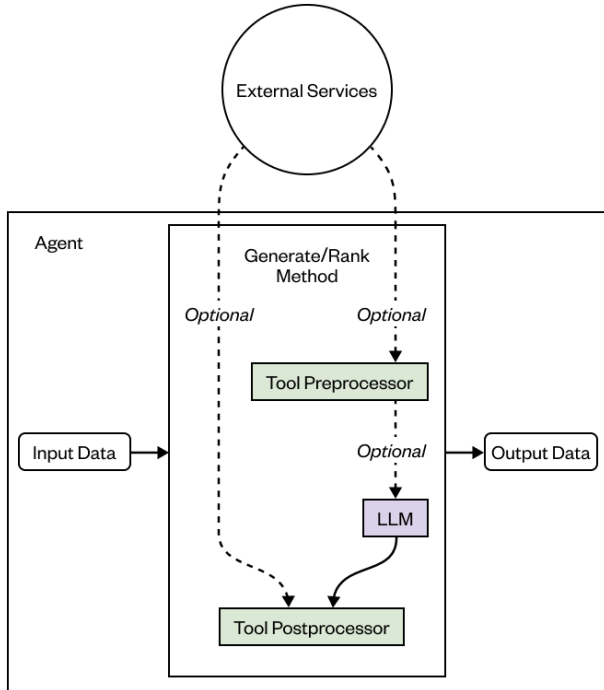 External Services
Agent
Generate/Rank
Method
Optional
Optional
Tool Preprocessor
Input Data
Optional
Output Data
LLM
Tool Postprocessor